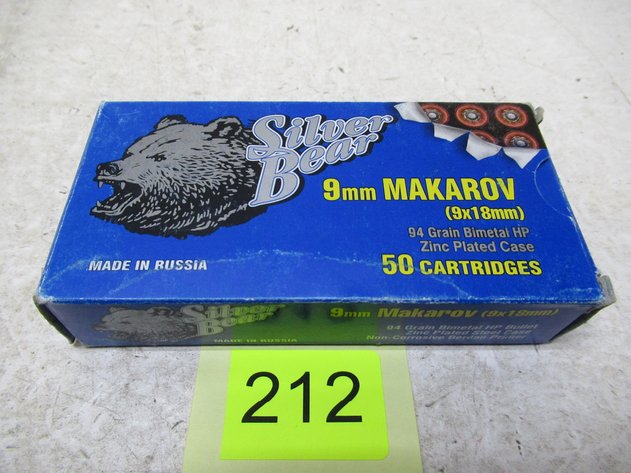 Silver
Bear
9mm MAKAROV
(9x18mm)
94 Grain Bimetal HP
Zinc Plated Case
50 CARTRIDGES
MADE IN RUSSIA
Silver
Bear
9mm Makarov (9x18mm)
94 Grain Bimetal HP Bullet
Zinc Plated Steel Case
Non-Corrosive Berdan Primer
MADE IN RUSSIA
212